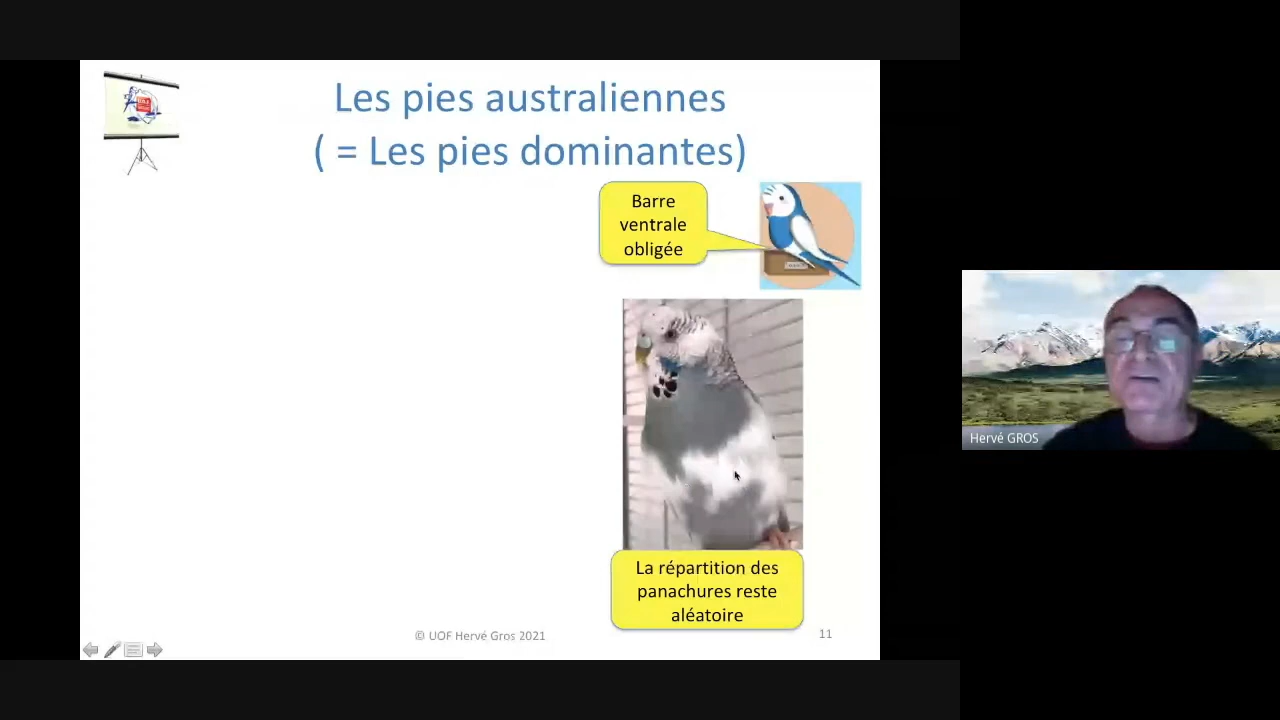 Les pies australiennes
( = Les pies dominantes)
Barre
ventrale
obligée
La répartition des
panachures reste
aléatoire
© UOF Hervé Gros 2021
11
Hervé GROS